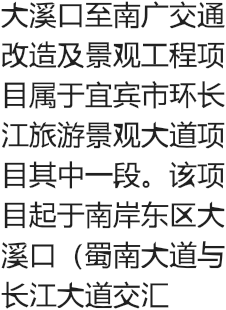 大溪口至南广交通
改造及景观工程项
目属于宜宾市环长
江旅游景观大道项
目其中一段。该项
目起于南岸东区大
溪口（蜀南大道与
长江大道交汇